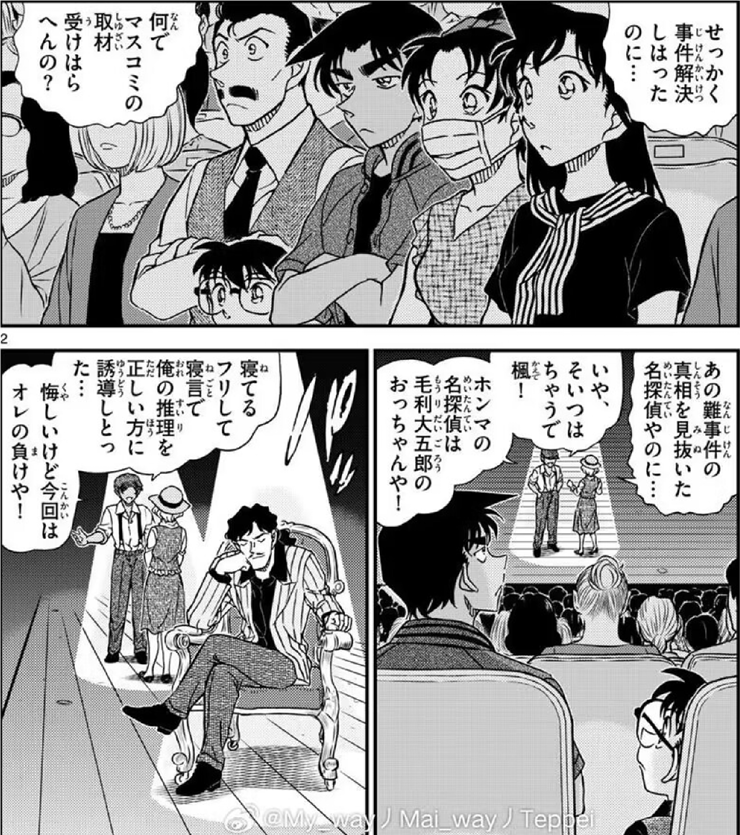 せっかく
事件解決
しはった
のに…
何で
マスコミの
取材
受けはら
へんの?
2
あの難事件の
真相を見抜いた
名探偵やのに…
いや、
そいつは
ちゃうで
楓!
ホンマの
名探偵は
毛利大五郎の
おっちゃんや!
寝てる
フリして
寝言で
俺の推理を
正しい方に
誘導しとっ
た…
悔しいけど今回は
オレの負けや!
@My_way丿Mai_way丿Teppei